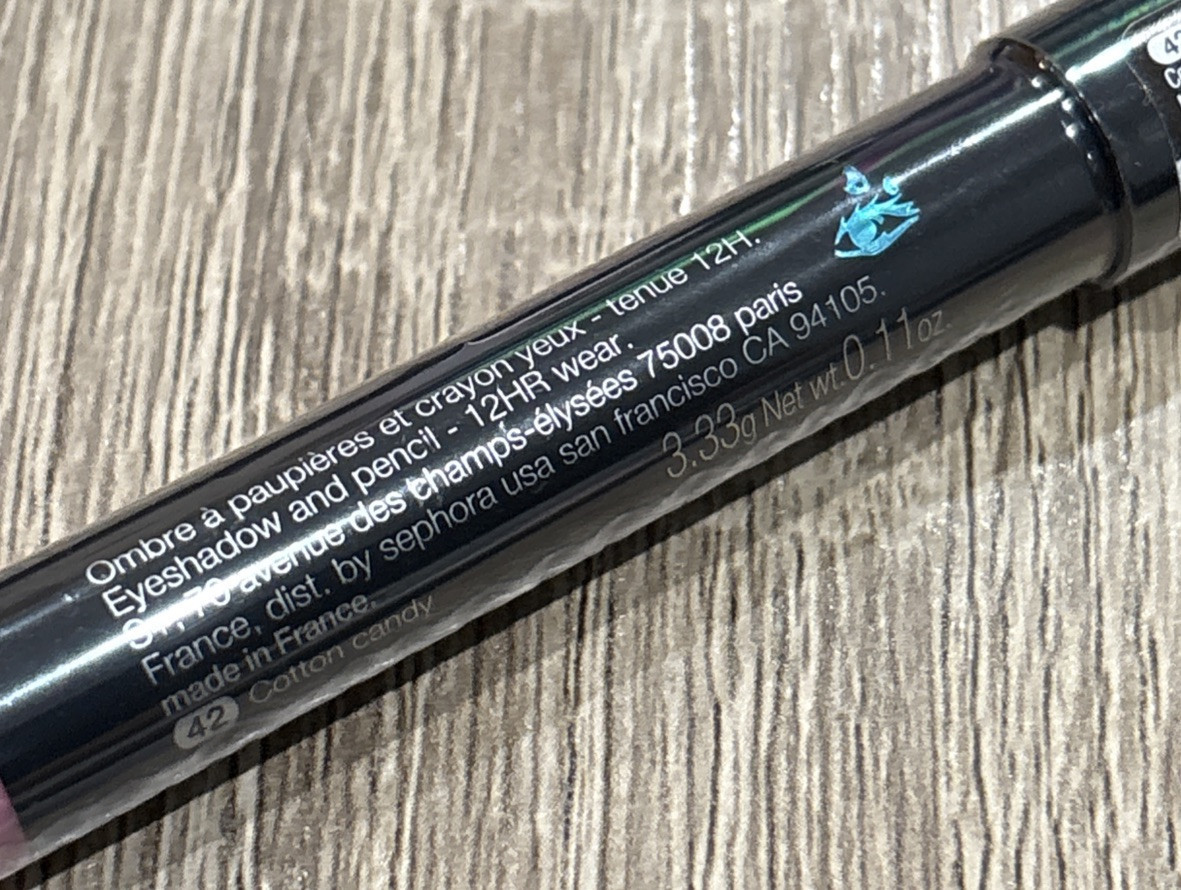 Ombre à paupières et crayon yeux - tenue 12H.
Eyeshadow and pencil - 12HR wear.
avenue des champs-élysées 75008 paris
France, dist. by sephora usa san francisco CA 94105.
made in France.
3.33g Net wt.0.11oz.
42 Cotton candy